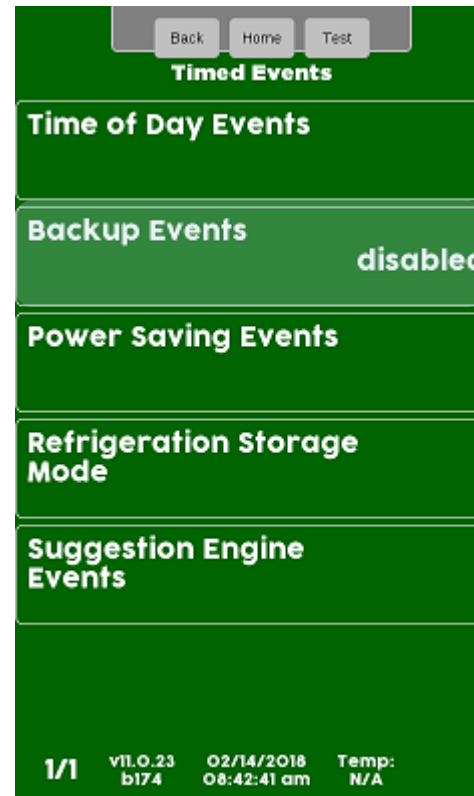 Back Home Test
Timed Events
Time of Day Events
Backup Events
disabled
Power Saving Events
Refrigeration Storage
Mode
Suggestion Engine
Events
1/1 v11.0.23 02/14/2018 Temp:
b174 08:42:41 am N/A